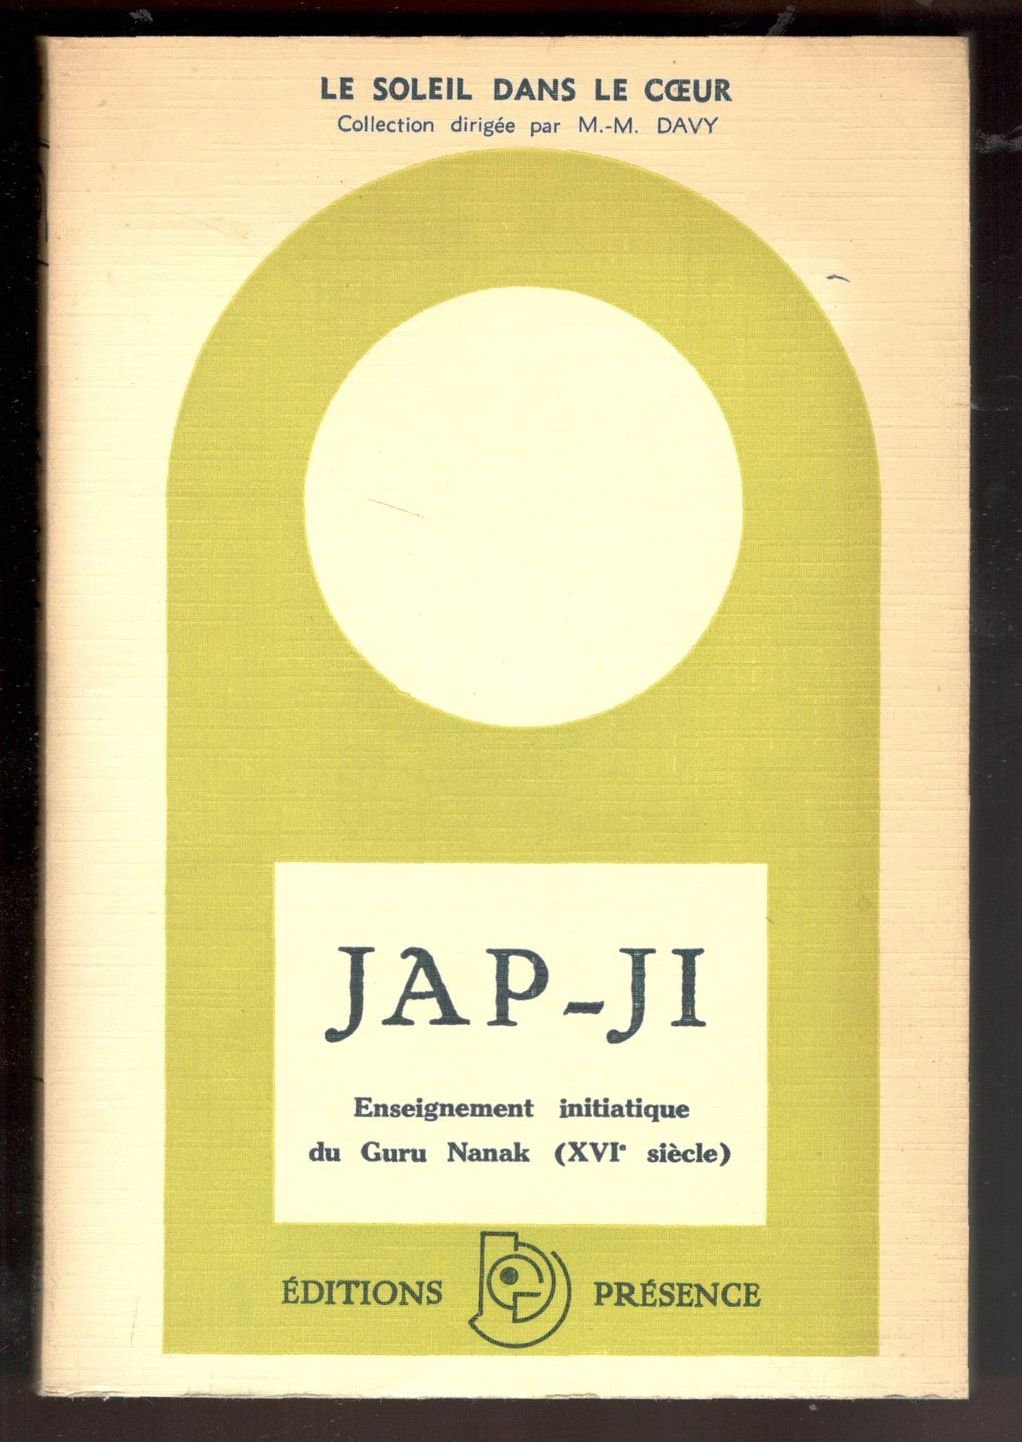 LE SOLEIL DANS LE CŒUR
Collection dirigée par M.-M. DAVY
JAP-JI
Enseignement initiatique
du Guru Nanak (XVIe siècle)
ÉDITIONS PRÉSENCE